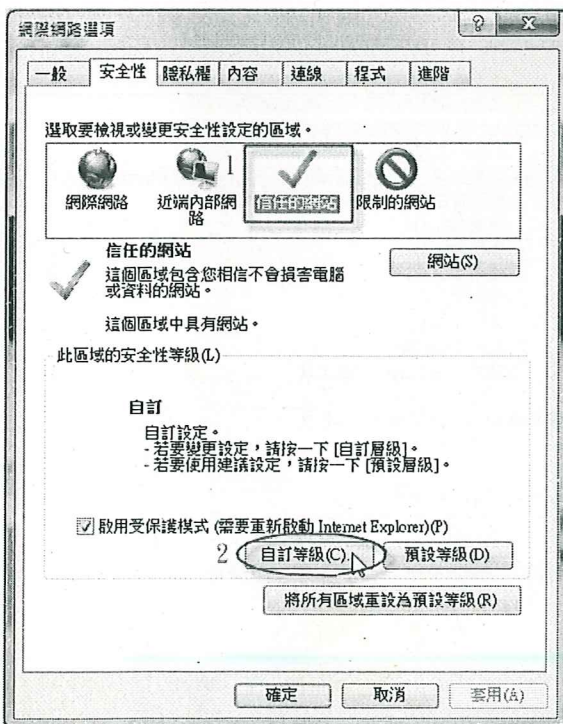 網際網路選項
一般 安全性 隱私權 內容 連線 程式 進階
選取要檢視或變更安全性設定的區域。
1
網際網路 近端內部網路 信任的網站 限制的網站
信任的網站
網站(S)
這個區域包含您相信不會損害電腦
或資料的網站。
這個區域中具有網站。
此區域的安全性等級(L)
自訂
自訂設定。
- 若要變更設定，請按一下 [自訂層級]。
- 若要使用建議設定，請按一下 [預設層級]。
啟用受保護模式 (需要重新啟動 Internet Explorer)(P)
2 自訂等級(C)... 預設等級(D)
將所有區域重設為預設等級(R)
確定 取消 套用(A)